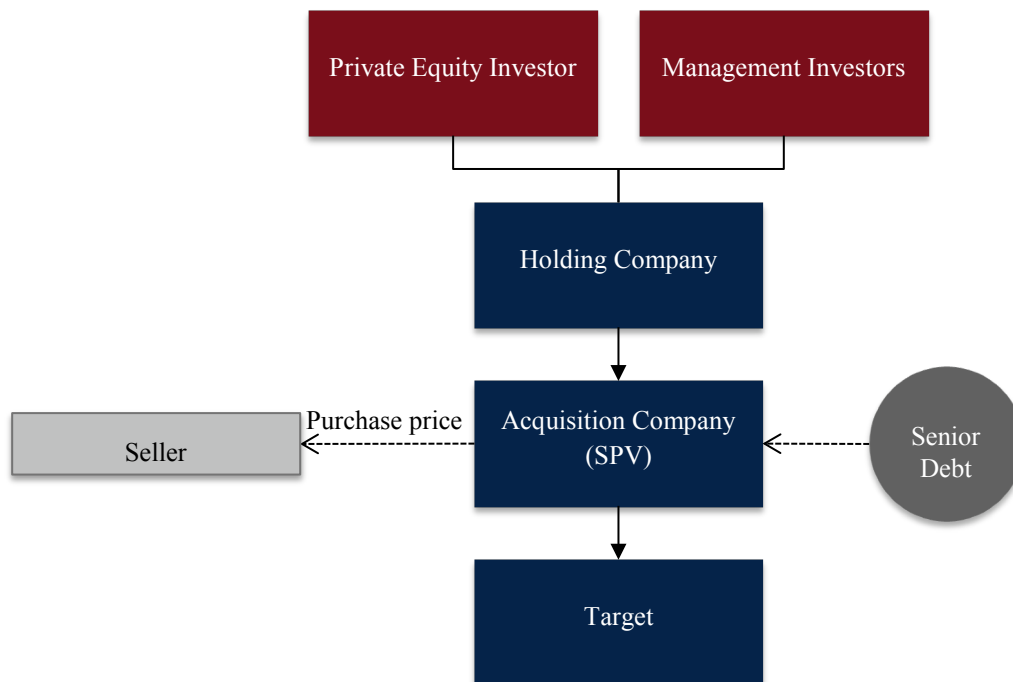 Private Equity Investor
Management Investors
Holding Company
Purchase price
Seller
Acquisition Company
(SPV)
Senior
Debt
Target